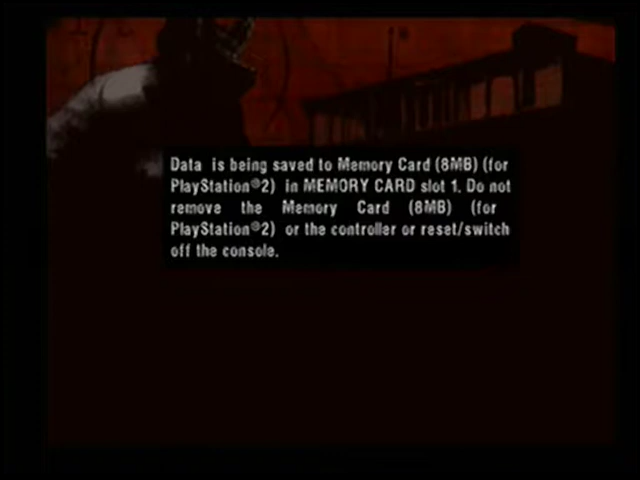 Data is being saved to Memory Card (8MB) (for
PlayStation®2) in MEMORY CARD slot 1. Do not
remove the Memory Card (8MB) (for
PlayStation®2) or the controller or reset/switch
off the console.